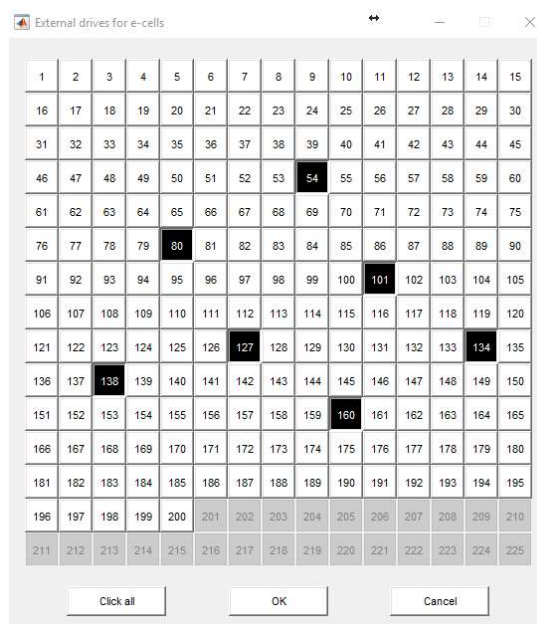 External drives for e-cells
1 2 3 4 5 6 7 8 9 10 11 12 13 14 15
16 17 18 19 20 21 22 23 24 25 26 27 28 29 30
31 32 33 34 35 36 37 38 39 40 41 42 43 44 45
46 47 48 49 50 51 52 53 54 55 56 57 58 59 60
61 62 63 64 65 66 67 68 69 70 71 72 73 74 75
76 77 78 79 80 81 82 83 84 85 86 87 88 89 90
91 92 93 94 95 96 97 98 99 100 101 102 103 104 105
106 107 108 109 110 111 112 113 114 115 116 117 118 119 120
121 122 123 124 125 126 127 128 129 130 131 132 133 134 135
136 137 138 139 140 141 142 143 144 145 146 147 148 149 150
151 152 153 154 155 156 157 158 159 160 161 162 163 164 165
166 167 168 169 170 171 172 173 174 175 176 177 178 179 180
181 182 183 184 185 186 187 188 189 190 191 192 193 194 195
196 197 198 199 200 201 202 203 204 205 206 207 208 209 210
211 212 213 214 215 216 217 218 219 220 221 222 223 224 225
Click all OK Cancel